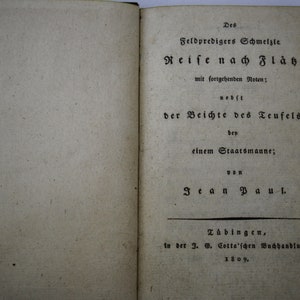 Des
Feldpredigers Schmelzle
Reise nach Flätz
mit fortgehenden Noten;
nebst
der Beichte des Teufels
bey
einem Staatsmanne;
von
Jean Paul.
Tübingen,
in der J. G. Cotta'schen Buchhandlu
1809.